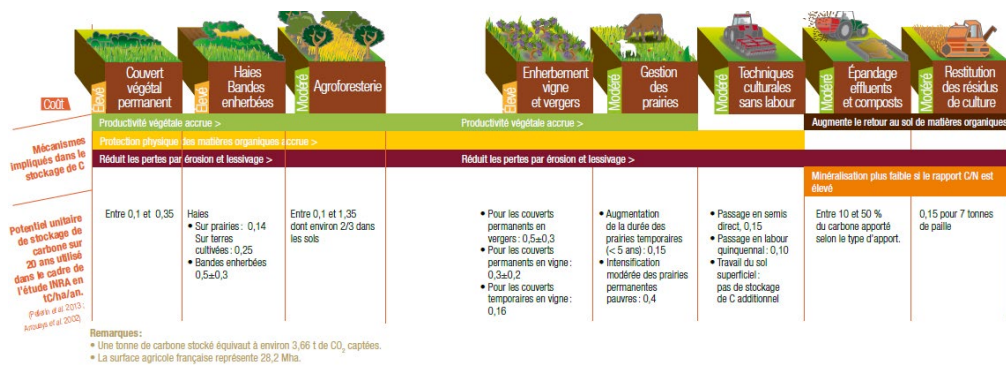 Coût
Élevé
Couvert
végétal
permanent
Élevé
Haies
Bandes
enherbées
Modéré
Agroforesterie
Élevé
Enherbement
vigne
et vergers
Modéré
Gestion
des
prairies
Modéré
Techniques
culturales
sans labour
Modéré
Épandage
effluents
et composts
Modéré
Restitution
des résidus
de culture
Mécanismes
impliqués dans le
stockage de C
Productivité végétale accrue >
Productivité végétale accrue >
Augmente le retour au sol de matières organiques
Protection physique des matières organiques accrue >
Réduit les pertes par érosion et lessivage >
Réduit les pertes par érosion et lessivage >
Minéralisation plus faible si le rapport C/N est
élevé
Potentiel unitaire
de stockage de
carbone sur
20 ans utilisé
dans le cadre de
l'étude INRA en
tC/ha/an.
(Pellerin et al. 2013 ;
Arrouays et al. 2002)
Entre 0,1 et 0,35
Haies
• Sur prairies : 0,14
Sur terres
cultivées : 0,25
• Bandes enherbées
0,5±0,3
Entre 0,1 et 1,35
dont environ 2/3 dans
les sols
• Pour les couverts
permanents en
vergers : 0,5±0,3
• Pour les couverts
permanents en vigne :
0,3±0,2
• Pour les couverts
temporaires en vigne :
0,16
• Augmentation
de la durée des
prairies temporaires
(< 5 ans) : 0,15
• Intensification
modérée des prairies
permanentes
pauvres : 0,4
• Passage en semis
direct, 0,15
• Passage en labour
quinquennal : 0,10
• Travail du sol
superficiel :
pas de stockage
de C additionnel
Entre 10 et 50 %
du carbone apporté
selon le type d'apport.
0,15 pour 7 tonnes
de paille
Remarques :
• Une tonne de carbone stocké équivaut à environ 3,66 t de CO₂ captées.
• La surface agricole française représente 28,2 Mha.